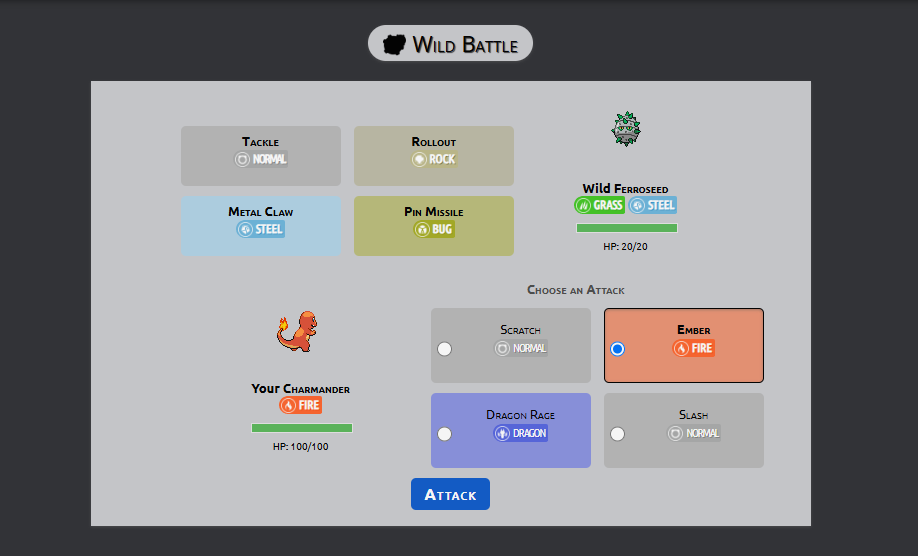 Wild Battle
Tackle
NORMAL
Rollout
ROCK
Metal Claw
STEEL
Pin Missile
BUG
Wild Ferroseed
GRASS STEEL
HP: 20/20
Choose an Attack
Your Charmander
FIRE
HP: 100/100
Scratch
NORMAL
Ember
FIRE
Dragon Rage
DRAGON
Slash
NORMAL
Attack